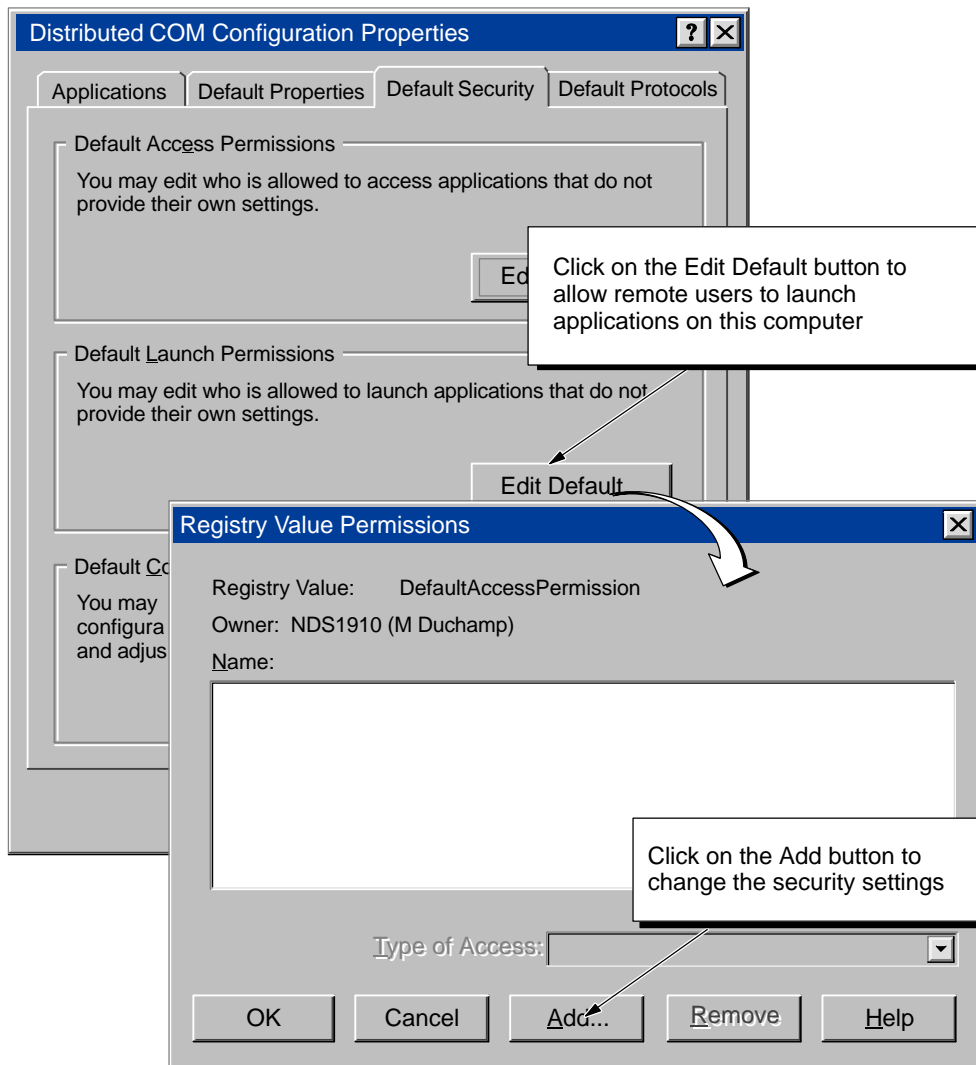 Distributed COM Configuration Properties
Applications
Default Properties
Default Security
Default Protocols
Default Access Permissions
You may edit who is allowed to access applications that do not
provide their own settings.
Click on the Edit Default button to
allow remote users to launch
applications on this computer
Default Launch Permissions
You may edit who is allowed to launch applications that do not
provide their own settings.
Edit Default
Default
You may
and
Registry Value Permissions
Registry Value: DefaultAccessPermission
Owner: NDS1910 (M Duchamp)
Name:
Click on the Add button to
change the security settings
Type of Access:
OK
Cancel
Add...
Remove
Help